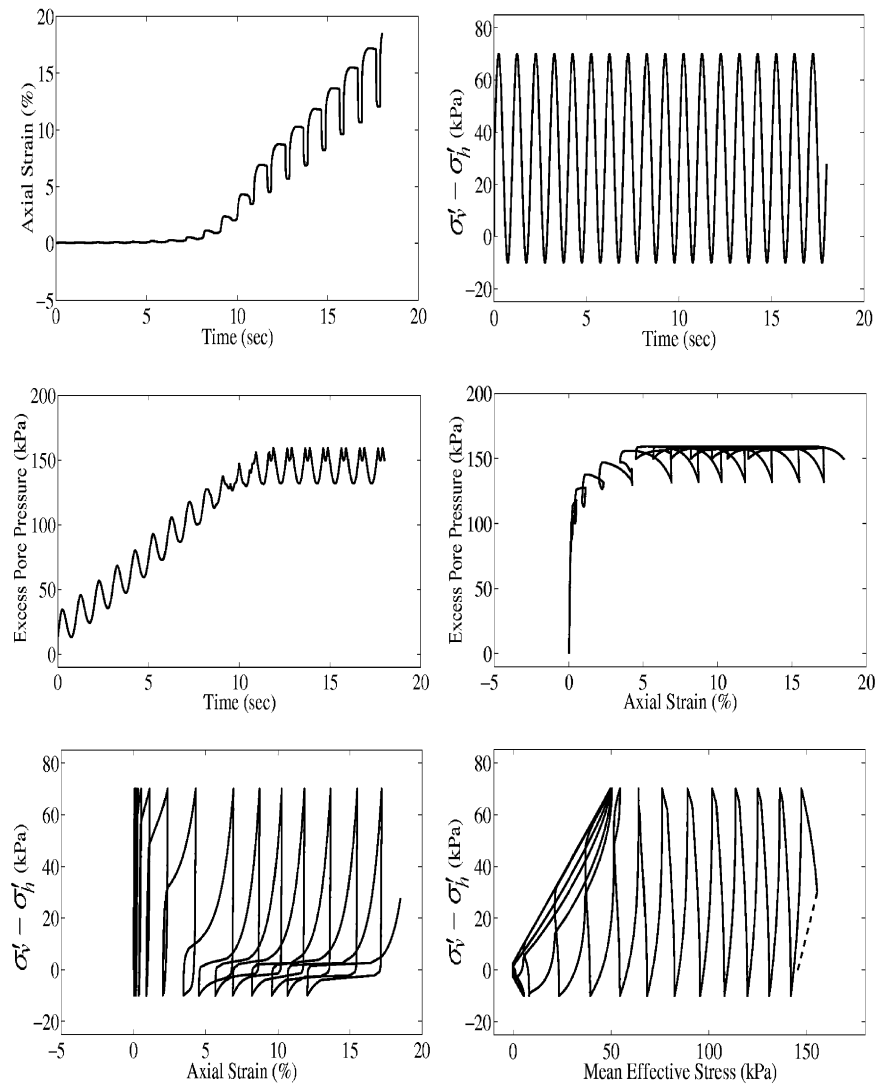 20
15
10
5
0
−5
Axial Strain (%)
0 5 10 15 20
Time (sec)
80
60
40
20
0
−20
σ′v − σ′h (kPa)
0 5 10 15 20
Time (sec)
200
150
100
50
0
Excess Pore Pressure (kPa)
0 5 10 15 20
Time (sec)
200
150
100
50
0
Excess Pore Pressure (kPa)
−5 0 5 10 15 20
Axial Strain (%)
80
60
40
20
0
−20
σ′v − σ′h (kPa)
−5 0 5 10 15 20
Axial Strain (%)
80
60
40
20
0
−20
σ′v − σ′h (kPa)
0 50 100 150
Mean Effective Stress (kPa)